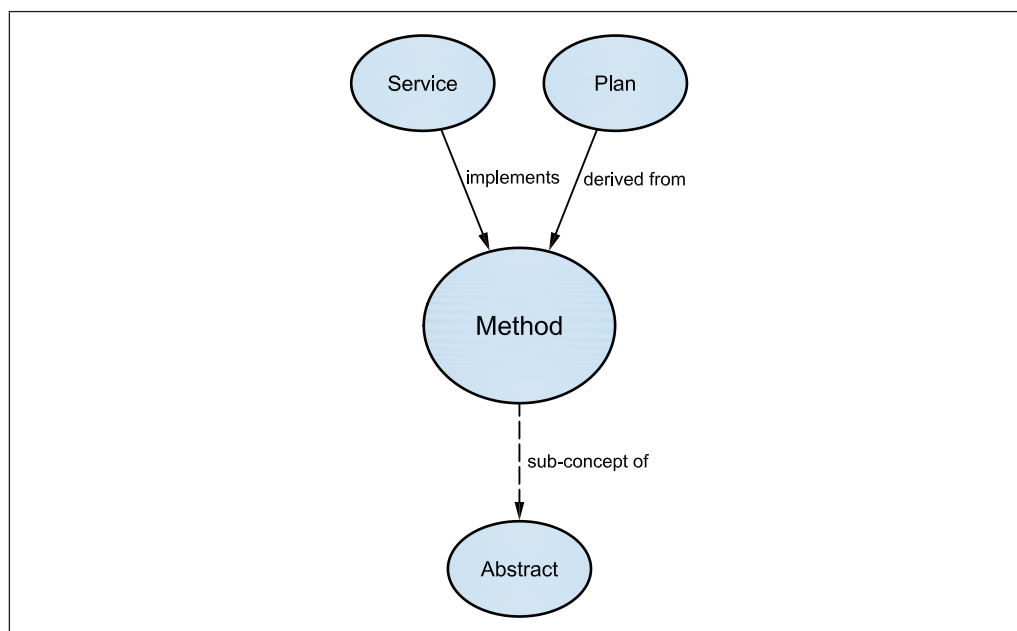 Service
Plan
implements
derived from
Method
sub-concept of
Abstract